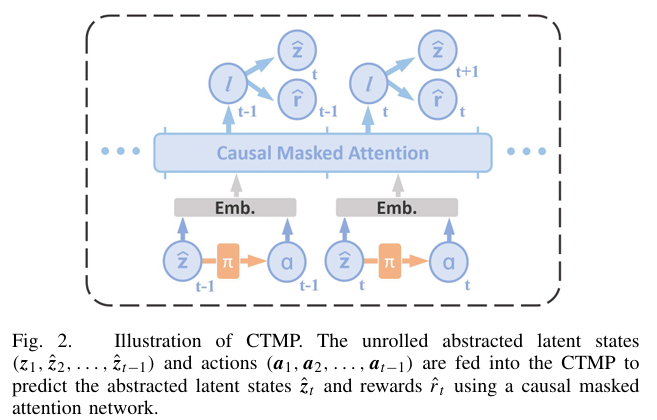 ẑ
t
ẑ
t+1
l
t-1
r̂
t-1
l
t
r̂
t
Causal Masked Attention
Emb.
Emb.
ẑ
t-1
π
ɑ
t-1
ẑ
t
π
ɑ
t
Fig. 2. Illustration of CTMP. The unrolled abstracted latent states
(z₁, ẑ₂, . . . , ẑₜ₋₁) and actions (a₁, a₂, . . . , aₜ₋₁) are fed into the CTMP to
predict the abstracted latent states ẑₜ and rewards r̂ₜ using a causal masked
attention network.